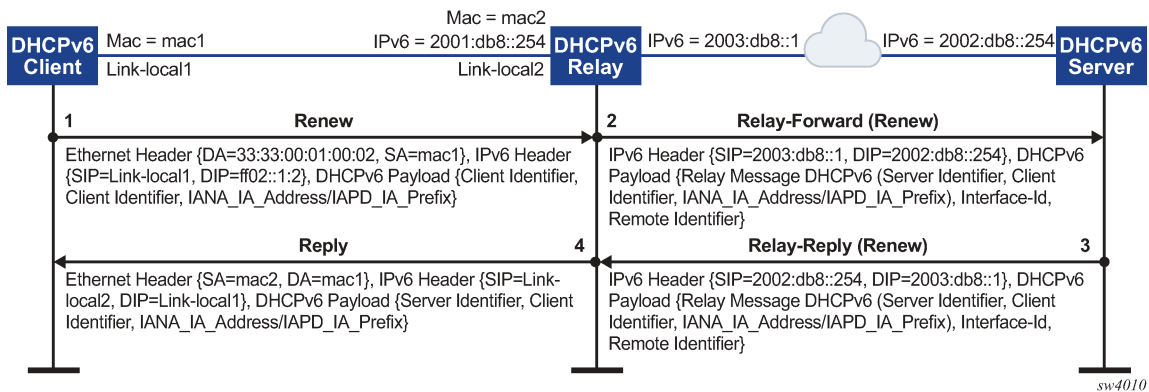 Mac = mac2
DHCPv6
Client
Mac = mac1
Link-local1
IPv6 = 2001:db8::254
Link-local2
DHCPv6
Relay
IPv6 = 2003:db8::1
IPv6 = 2002:db8::254
DHCPv6
Server
1
Renew
2
Relay-Forward (Renew)
Ethernet Header {DA=33:33:00:01:00:02, SA=mac1}, IPv6 Header
{SIP=Link-local1, DIP=ff02::1:2}, DHCPv6 Payload {Client Identifier,
Client Identifier, IANA_IA_Address/IAPD_IA_Prefix}
IPv6 Header {SIP=2003:db8::1, DIP=2002:db8::254}, DHCPv6
Payload {Relay Message DHCPv6 (Server Identifier, Client
Identifier, IANA_IA_Address/IAPD_IA_Prefix), Interface-Id,
Remote Identifier}
Reply
4
Relay-Reply (Renew)
3
Ethernet Header {SA=mac2, DA=mac1}, IPv6 Header {SIP=Link-
local2, DIP=Link-local1}, DHCPv6 Payload {Server Identifier, Client
Identifier, IANA_IA_Address/IAPD_IA_Prefix}
IPv6 Header {SIP=2002:db8::254, DIP=2003:db8::1}, DHCPv6
Payload {Relay Message DHCPv6 (Server Identifier, Client
Identifier, IANA_IA_Address/IAPD_IA_Prefix), Interface-Id,
Remote Identifier}
sw4010